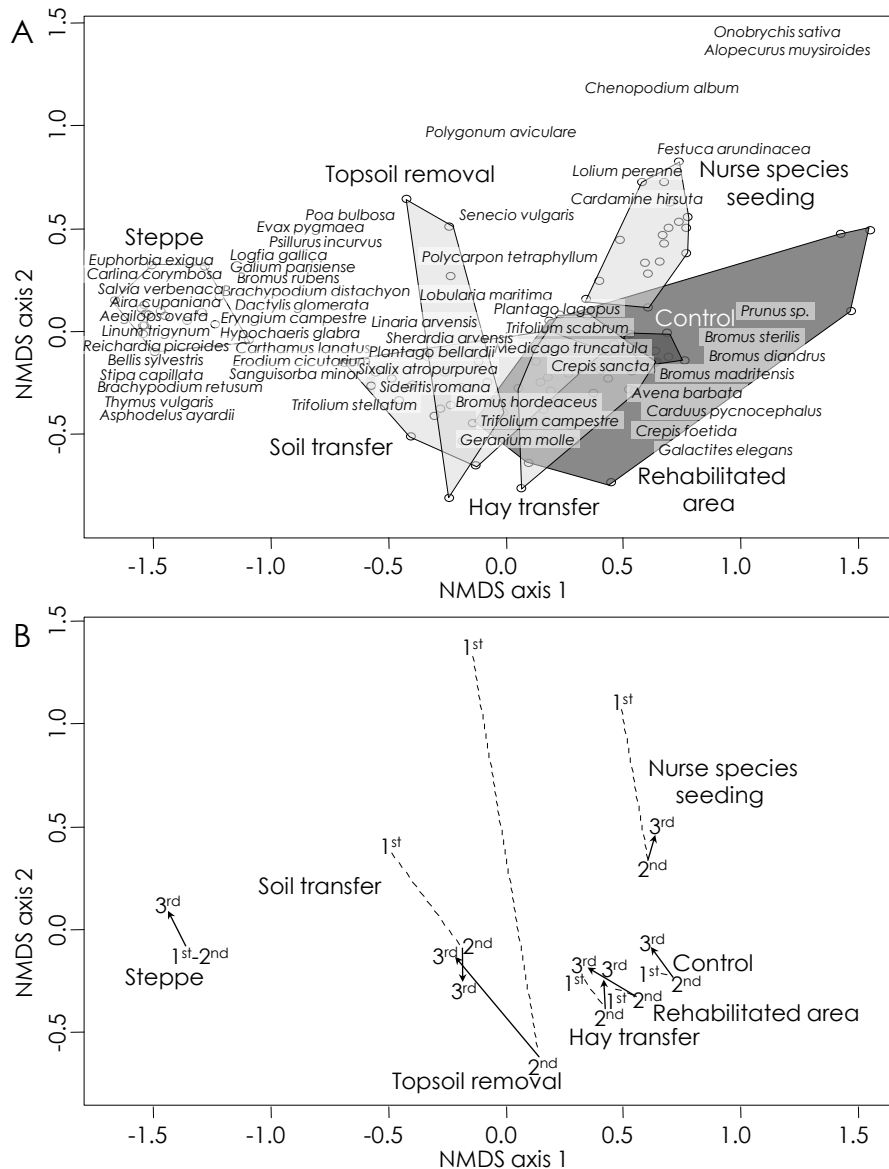 A
Onobrychis sativa
Alopecurus muysiroides
Chenopodium album
Polygonum aviculare
Festuca arundinacea
Lolium perenne
Nurse species
seeding
Topsoil removal
Cardamine hirsuta
Poa bulbosa
Senecio vulgaris
Evax pygmaea
Steppe
Psillurus incurvus
Euphorbia exigua
Logfia gallica
Polycarpon tetraphyllum
Carlina corymbosa
Galium parisiense
Salvia verbenaca
Bromus rubens
Brachypodium distachyon
Lobularia maritima
Aira cupaniana
Dactylis glomerata
Plantago lagopus
Control
Prunus sp.
Aegilops ovata
Eryngium campestre
Linaria arvensis
Trifolium scabrum
Linum trigynum
Hypochaeris glabra
Sherardia arvensis
Bromus sterilis
Reichardia picroides
Carthamus lanatus
Plantago bellardii
Medicago truncatula
Bromus diandrus
Bellis sylvestris
Erodium cicutarium
Sixalix atropurpurea
Crepis sancta
Bromus madritensis
Stipa capillata
Sanguisorba minor
Sideritis romana
Avena barbata
Brachypodium retusum
Bromus hordeaceus
Carduus pycnocephalus
Thymus vulgaris
Trifolium stellatum
Trifolium campestre
Crepis foetida
Asphodelus ayardii
Geranium molle
Galactites elegans
Soil transfer
Rehabilitated
area
Hay transfer
1.5
1.0
0.5
0.0
-0.5
NMDS axis 2
-1.5 -1.0 -0.5 0.0 0.5 1.0 1.5
NMDS axis 1
B
1st
1st
Nurse species
seeding
3rd
2nd
1st
Soil transfer
3rd
1st-2nd
Steppe
2nd
3rd
3rd
3rd
3rd
3rd
Control
1st
1st
2nd
1st
2nd
Rehabilitated area
2nd
Hay transfer
2nd
Topsoil removal
1.5
1.0
0.5
0.0
-0.5
NMDS axis 2
-1.5 -1.0 -0.5 0.0 0.5 1.0 1.5
NMDS axis 1